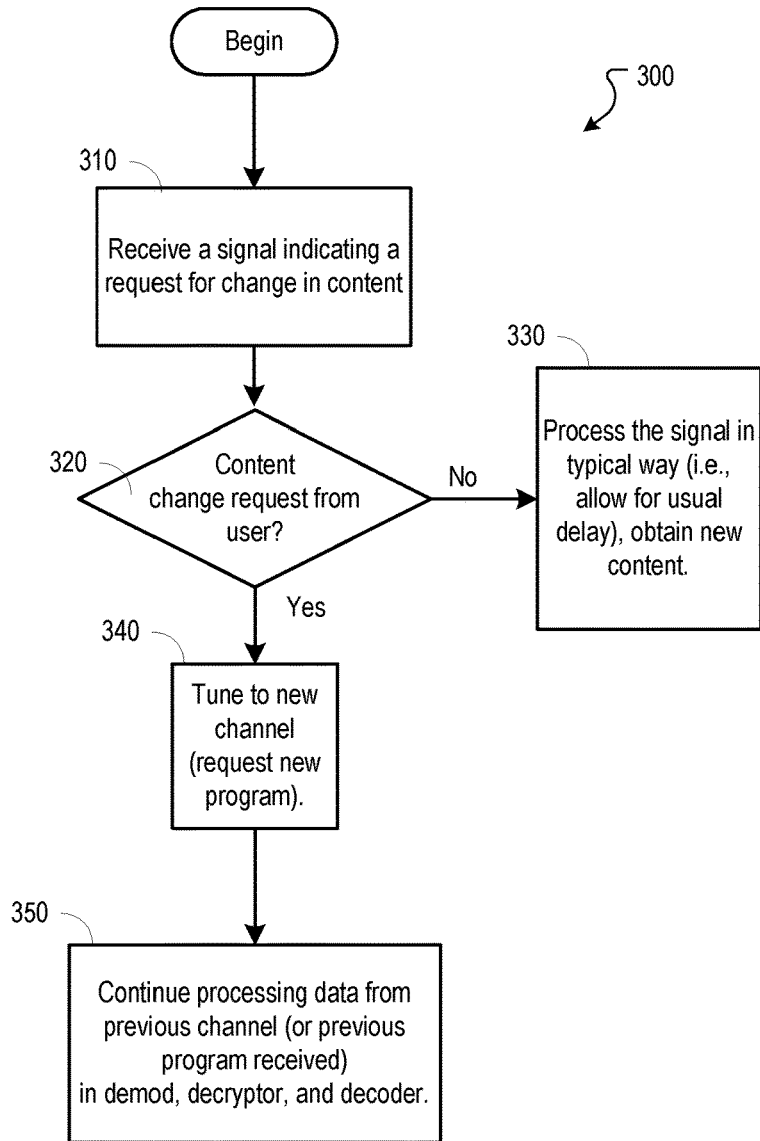 Begin
300
310
Receive a signal indicating a
request for change in content
330
Process the signal in
typical way (i.e.,
allow for usual
delay), obtain new
content.
320
Content
change request from
user?
No
Yes
340
Tune to new
channel
(request new
program).
350
Continue processing data from
previous channel (or previous
program received)
in demod, decryptor, and decoder.